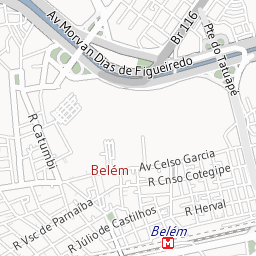 Av Morvan Dias de Figueiredo
Br 116
Pte do Tatuapé
R Catumbi
Av Celso Garcia
Belém
R Cnso Cotegipe
R Vsc de Parnaíba
R Júlio de Castilhos
R Herval
Belém
M